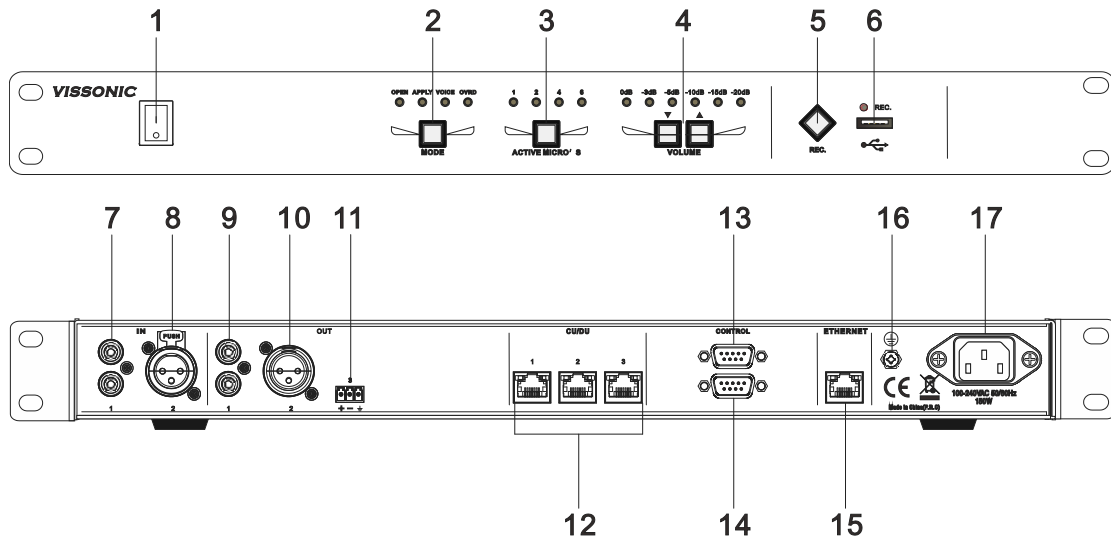 1 2 3 4 5 6
VISSONIC
OPEN APPLY VOICE OVRD 1 2 4 6 0dB -3dB -5dB -10dB -15dB -20dB
REC.
▼ ▲
MODE ACTIVE MICRO' S VOLUME REC.
7 8 9 10 11 13 16 17
IN OUT CU/DU CONTROL ETHERNET
PUSH
1 2 3
3
1 2 1 2 + -
CE
Made in China(P.R.C)
100-240VAC 50/60Hz
150W
12 14 15